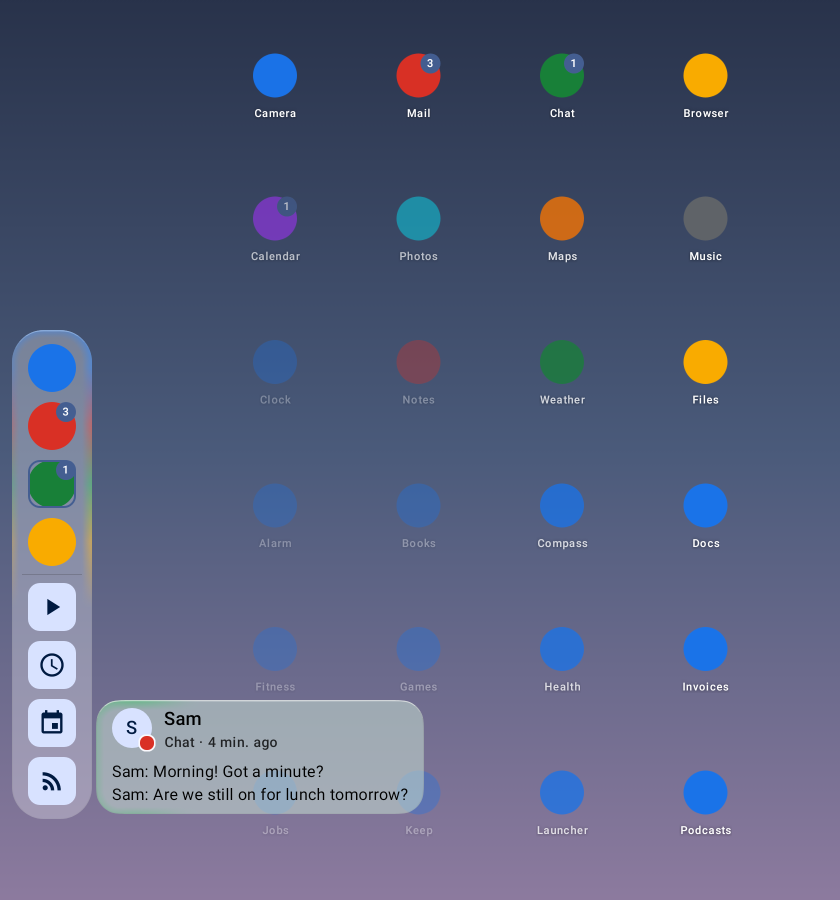 3
1
Camera
Mail
Chat
Browser
1
Calendar
Photos
Maps
Music
Clock
Notes
Weather
Files
3
1
Alarm
Books
Compass
Docs
Fitness
Games
Health
Invoices
S
Sam
Chat · 4 min. ago
Sam: Morning! Got a minute?
Sam: Are we still on for lunch tomorrow?
Jobs
Keep
Launcher
Podcasts